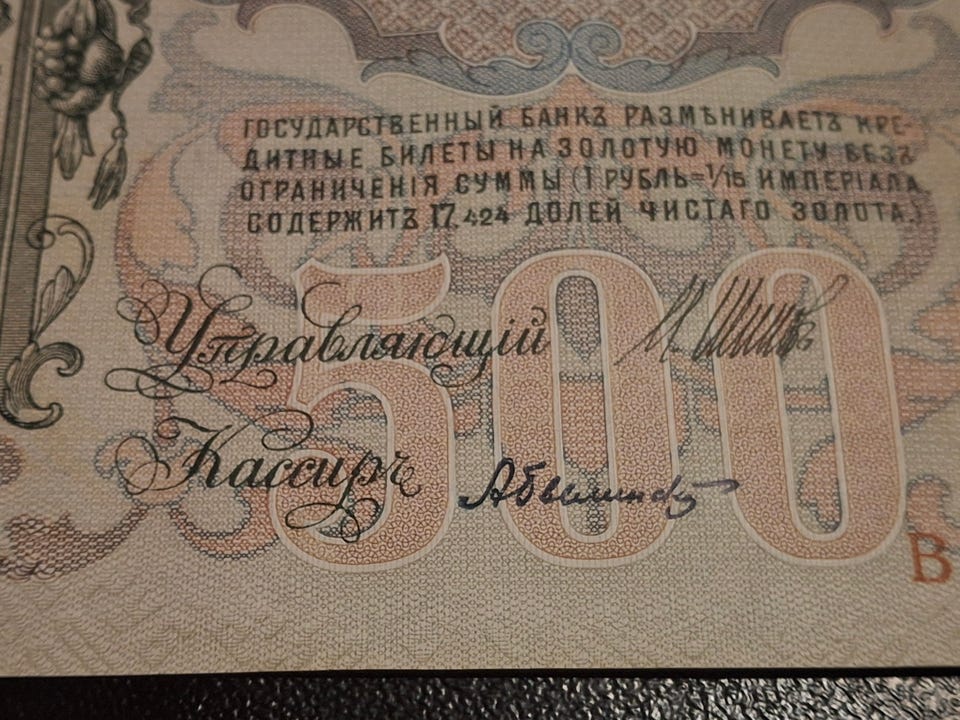 ГОСУДАРСТВЕННЫЙ БАНКЪ РАЗМѢНИВАЕТЪ КРЕ-
ДИТНЫЕ БИЛЕТЫ НА ЗОЛОТУЮ МОНЕТУ БЕЗЪ
ОГРАНИЧЕНІЯ СУММЫ (1 РУБЛЬ=1/15 ИМПЕРІАЛА,
СОДЕРЖИТЪ 17,424 ДОЛЕЙ ЧИСТАГО ЗОЛОТА.)
500
Управляющій
Кассиръ
В